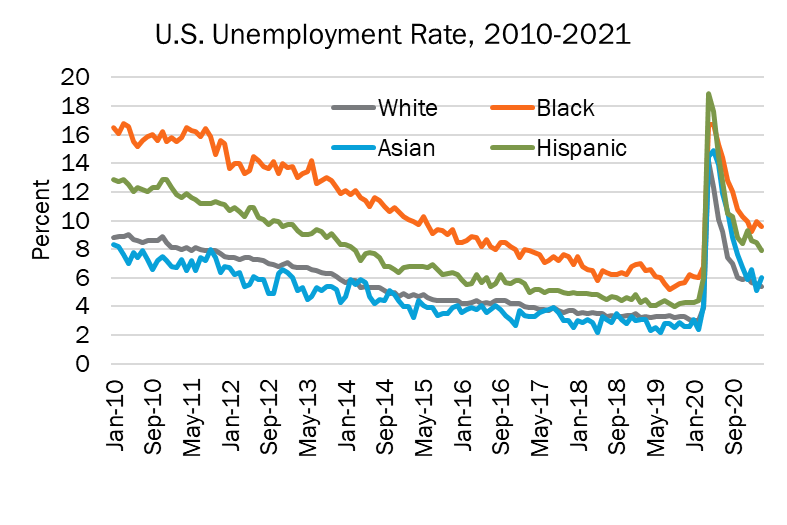 U.S. Unemployment Rate, 2010-2021
20
18
16
14
12
10
8
6
4
2
0
Percent
White
Black
Asian
Hispanic
Jan-10
Sep-10
May-11
Jan-12
Sep-12
May-13
Jan-14
Sep-14
May-15
Jan-16
Sep-16
May-17
Jan-18
Sep-18
May-19
Jan-20
Sep-20